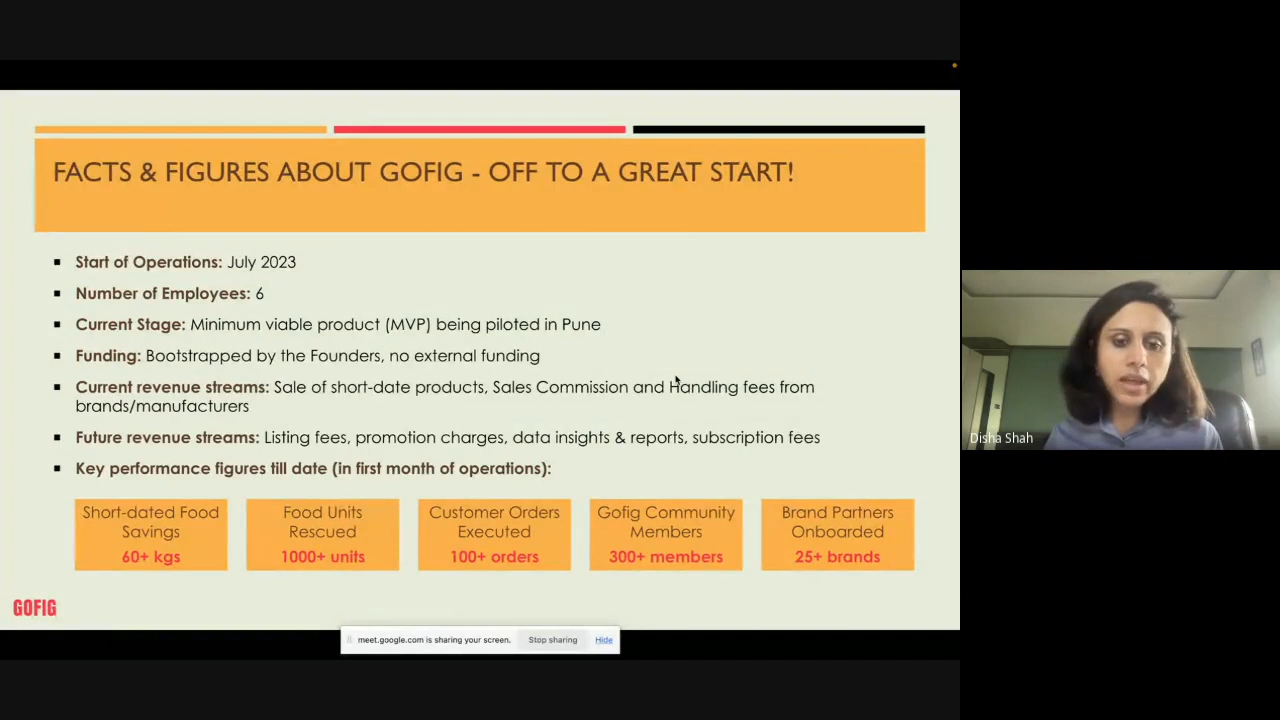 FACTS & FIGURES ABOUT GOFIG - OFF TO A GREAT START!
Start of Operations: July 2023
Number of Employees: 6
Current Stage: Minimum viable product (MVP) being piloted in Pune
Funding: Bootstrapped by the Founders, no external funding
Current revenue streams: Sale of short-date products, Sales Commission and Handling fees from
brands/manufacturers
Future revenue streams: Listing fees, promotion charges, data insights & reports, subscription fees
Key performance figures till date (in first month of operations):
Short-dated Food
Savings
60+ kgs
Food Units
Rescued
1000+ units
Customer Orders
Executed
100+ orders
Gofig Community
Members
300+ members
Brand Partners
Onboarded
25+ brands
GOFIG
meet.google.com is sharing your screen.
Stop sharing
Hide
Disha Shah